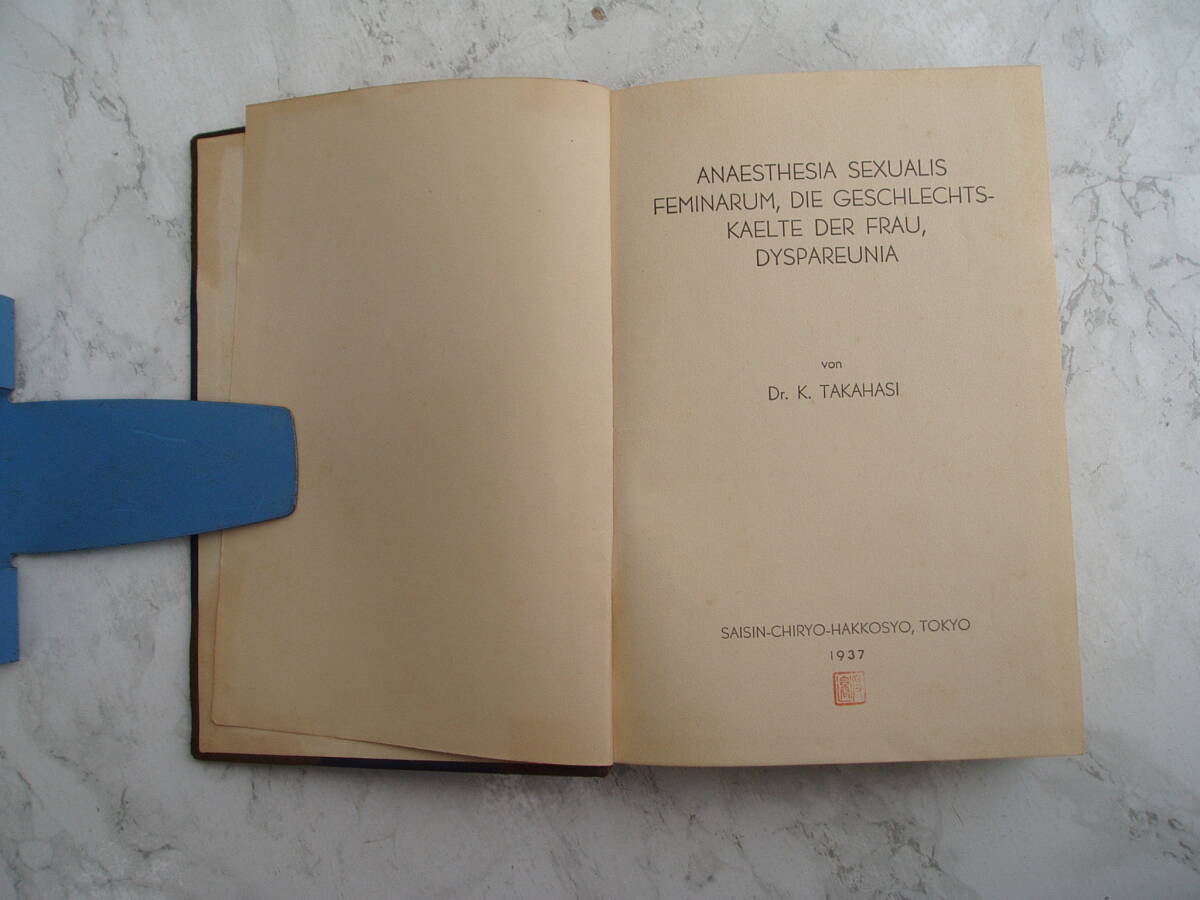 ANAESTHESIA SEXUALIS
FEMINARUM, DIE GESCHLECHTS-
KAELTE DER FRAU,
DYSPAREUNIA
von
Dr. K. TAKAHASI
SAISIN-CHIRYO-HAKKOSYO, TOKYO
1937